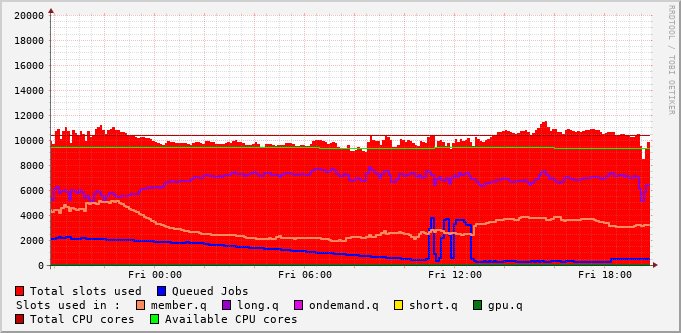 20000
RRDTOOL / TOBI OETIKER
18000
16000
14000
12000
10000
8000
6000
4000
2000
0
Fri 00:00 Fri 06:00 Fri 12:00 Fri 18:00
Total slots used Queued Jobs
Slots used in : member.q long.q ondemand.q short.q gpu.q
Total CPU cores Available CPU cores